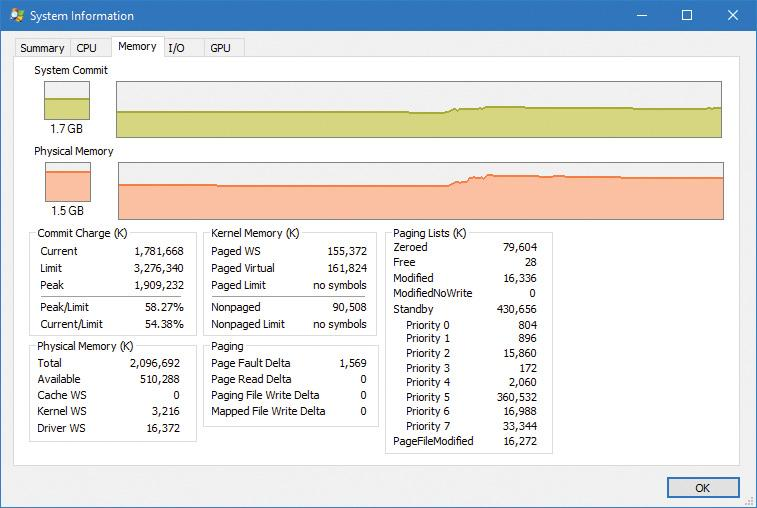 System Information
Summary CPU Memory I/O GPU
System Commit
1.7 GB
Physical Memory
1.5 GB
Commit Charge (K)
Current 1,781,668
Limit 3,276,340
Peak 1,909,232
Peak/Limit 58.27%
Current/Limit 54.38%
Physical Memory (K)
Total 2,096,692
Available 510,288
Cache WS 0
Kernel WS 3,216
Driver WS 16,372
Kernel Memory (K)
Paged WS 155,372
Paged Virtual 161,824
Paged Limit no symbols
Nonpaged 90,508
Nonpaged Limit no symbols
Paging
Page Fault Delta 1,569
Page Read Delta 0
Paging File Write Delta 0
Mapped File Write Delta 0
Paging Lists (K)
Zeroed 79,604
Free 28
Modified 16,336
ModifiedNoWrite 0
Standby 430,656
Priority 0 804
Priority 1 896
Priority 2 15,860
Priority 3 172
Priority 4 2,060
Priority 5 360,532
Priority 6 16,988
Priority 7 33,344
PageFileModified 16,272
OK